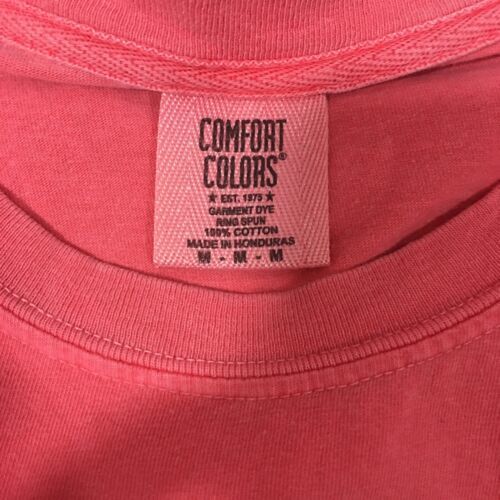 COMFORT
COLORS®
★ EST. 1975 ★
GARMENT DYE
RING SPUN
100% COTTON
MADE IN HONDURAS
M - M - M